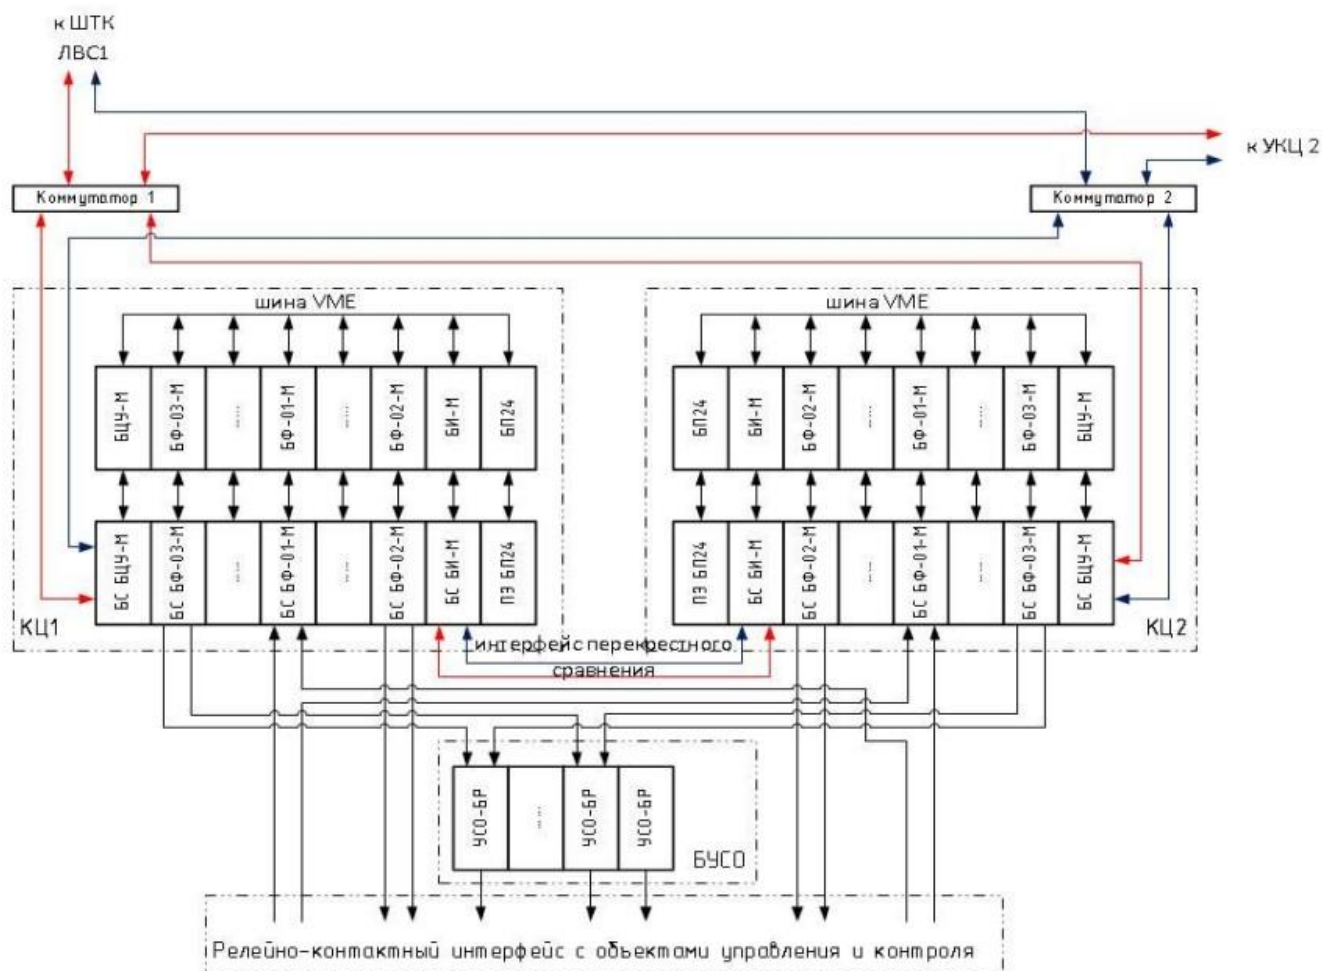 к ШТК
ЛВС1
к УКЦ 2
Коммутатор 1
Коммутатор 2
шина VME
шина VME
БЦУ-М
БФ-03-М
.....
БФ-01-М
.....
БФ-02-М
БИ-М
БП24
БП24
БИ-М
БФ-02-М
.....
БФ-01-М
.....
БФ-03-М
БЦУ-М
БС БЦУ-М
БС БФ-03-М
.....
БС БФ-01-М
.....
БС БФ-02-М
БС БИ-М
ПЭ БП24
ПЭ БП24
БС БИ-М
БС БФ-02-М
.....
БС БФ-01-М
.....
БС БФ-03-М
БС БЦУ-М
КЦ1
КЦ2
интерфейс перекрестного
сравнения
УСО-БР
.....
УСО-БР
УСО-БР
БУСО
Релейно-контактный интерфейс с объектами управления и контроля